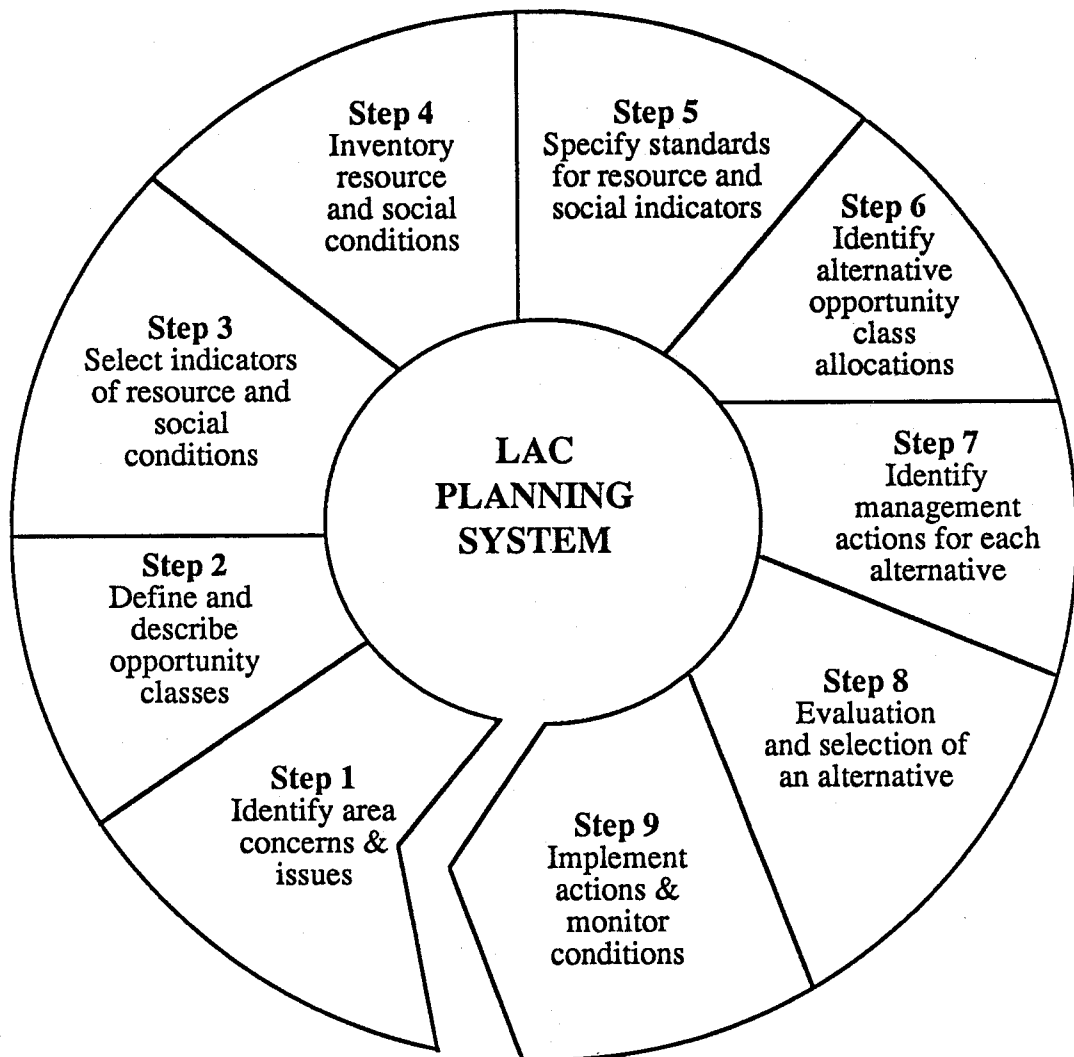 LAC
PLANNING
SYSTEM
Step 1
Identify area
concerns &
issues
Step 2
Define and
describe
opportunity
classes
Step 3
Select indicators
of resource and
social
conditions
Step 4
Inventory
resource
and social
conditions
Step 5
Specify standards
for resource and
social indicators
Step 6
Identify
alternative
opportunity
class
allocations
Step 7
Identify
management
actions for each
alternative
Step 8
Evaluation
and selection of
an alternative
Step 9
Implement
actions &
monitor
conditions